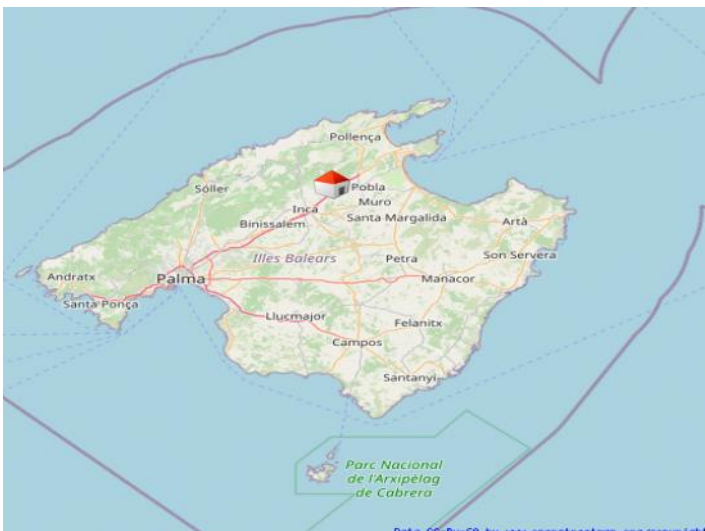 Pollença
Sóller
Pobla
Inca
Muro
Santa Margalida
Binissalem
Artà
Illes Balears
Petra
Son Servera
Andratx
Palma
Manacor
Santa Ponça
Llucmajor
Felanitx
Campos
Santanyí
Parc Nacional
de l'Arxipèlag
de Cabrera